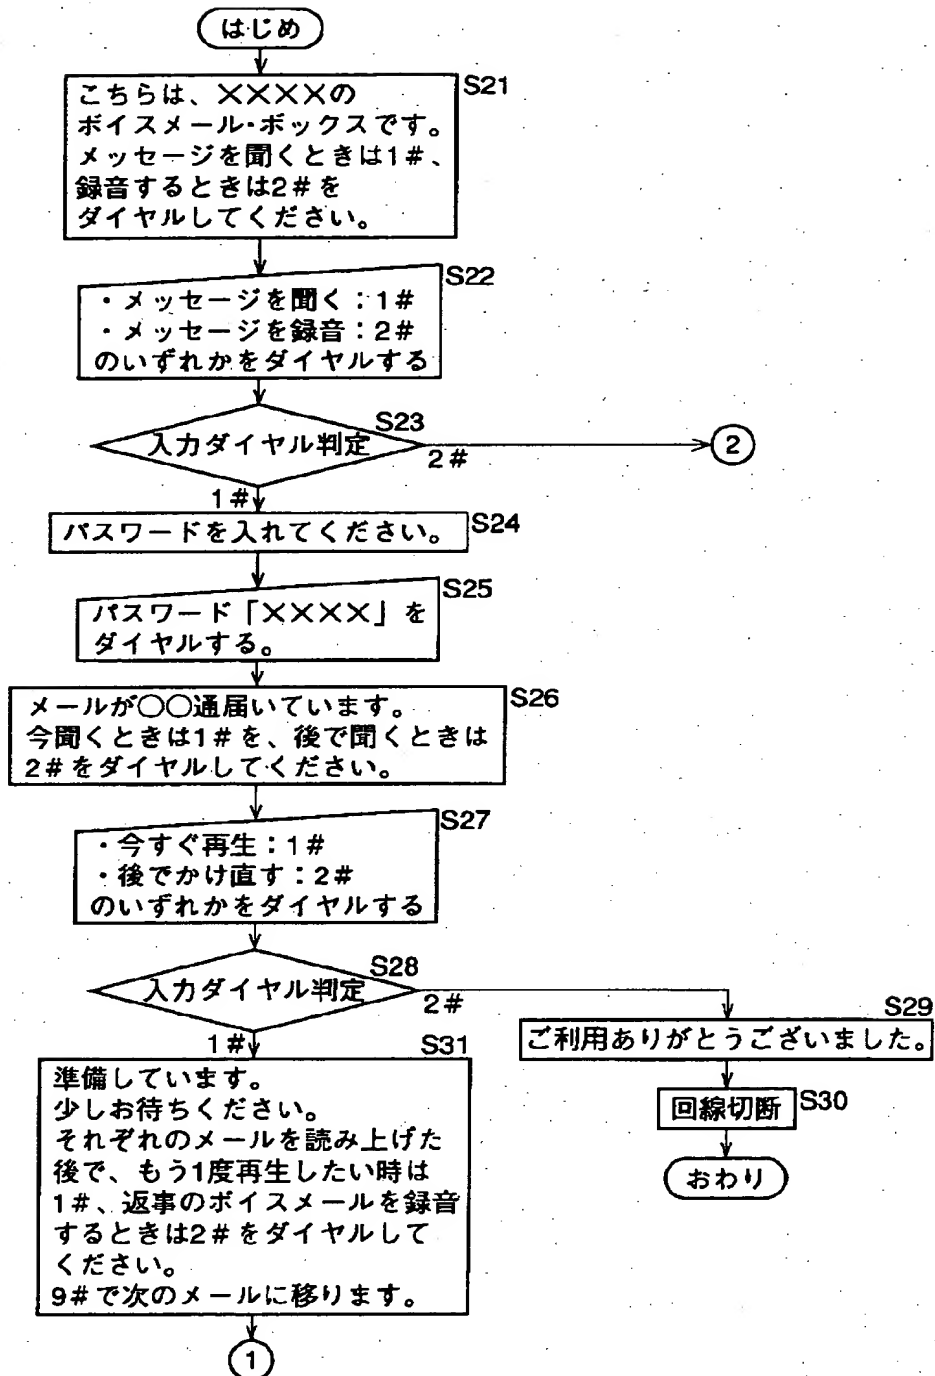 はじめ
S21
こちらは、××××の
ボイスメール・ボックスです。
メッセージを聞くときは1#、
録音するときは2#を
ダイヤルしてください。
S22
・メッセージを聞く:1#
・メッセージを録音:2#
のいずれかをダイヤルする
S23
入力ダイヤル判定
2#
2
1#
S24
パスワードを入れてください。
S25
パスワード「××××」を
ダイヤルする。
S26
メールが○○通届いています。
今聞くときは1#を、後で聞くときは
2#をダイヤルしてください。
S27
・今すぐ再生:1#
・後でかけ直す:2#
のいずれかをダイヤルする
S28
入力ダイヤル判定
2#
S29
ご利用ありがとうございました。
S30
回線切断
おわり
1#
S31
準備しています。
少しお待ちください。
それぞれのメールを読み上げた
後で、もう1度再生したい時は
1#、返事のボイスメールを録音
するときは2#をダイヤルして
ください。
9#で次のメールに移ります。
1